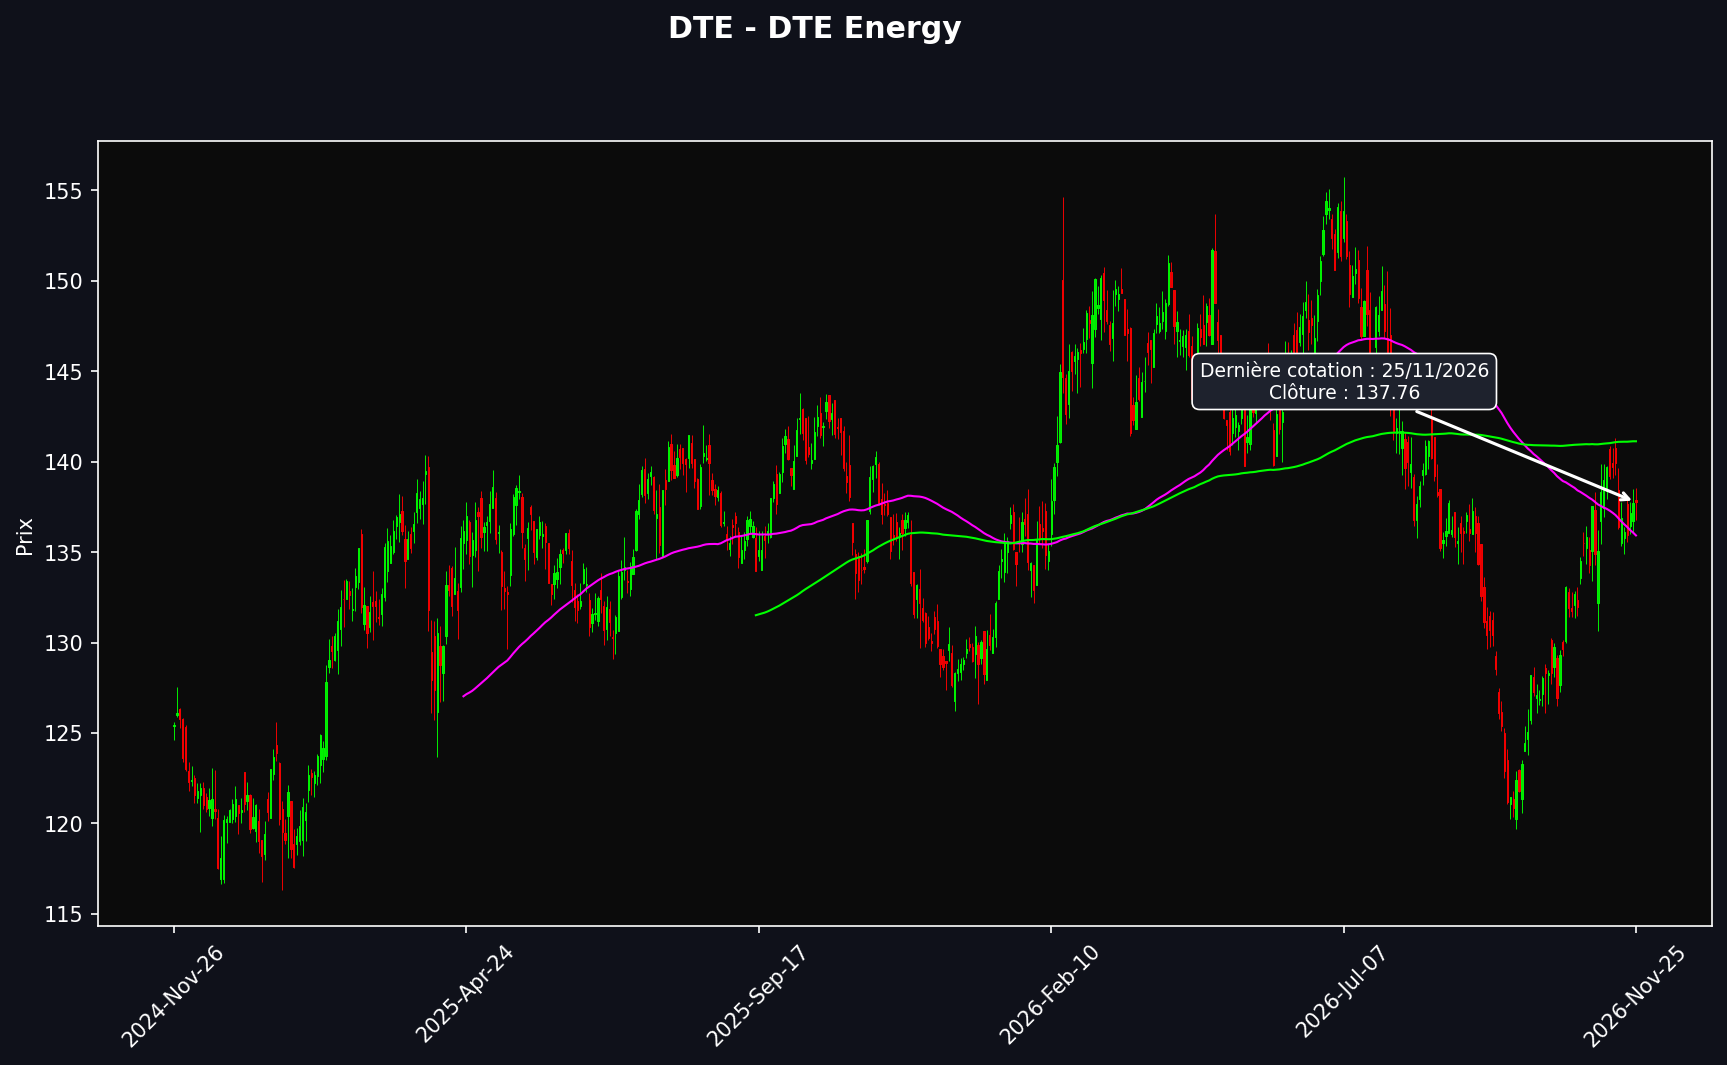 DTE - DTE Energy
Prix
155
150
145
140
135
130
125
120
115
Dernière cotation : 25/11/2026
Clôture : 137.76
2024-Nov-26
2025-Apr-24
2025-Sep-17
2026-Feb-10
2026-Jul-07
2026-Nov-25